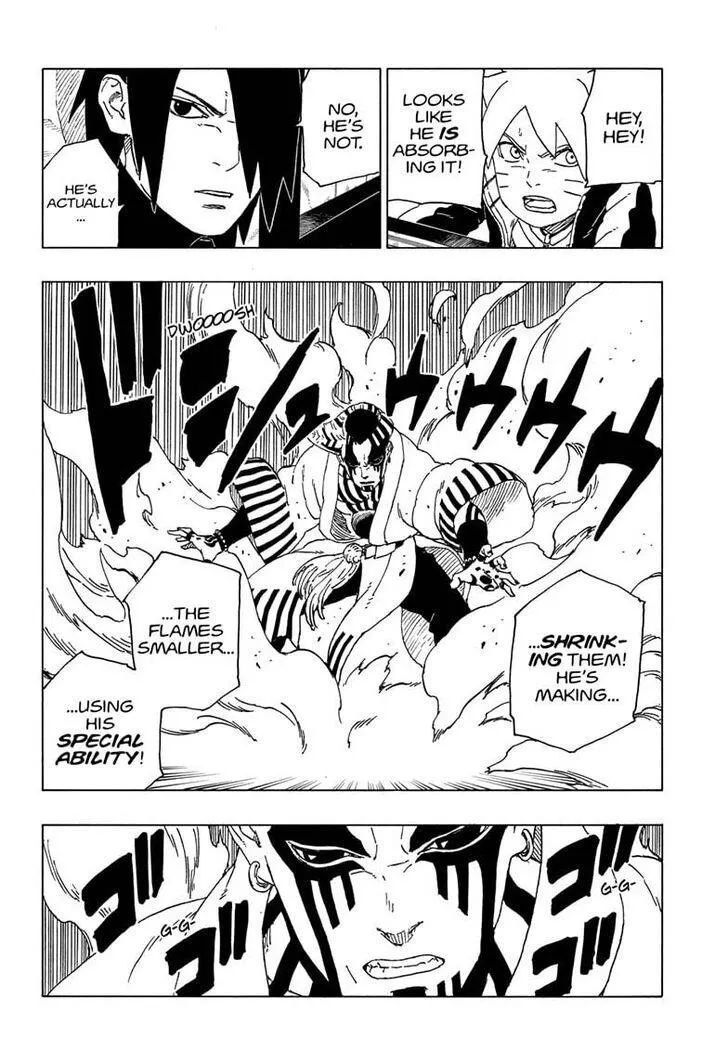 HEY,
HEY!
LOOKS
LIKE
HE IS
ABSORB-
ING IT!
NO,
HE'S
NOT.
HE'S
ACTUALLY
...
DWOOOOSH
ドシュウウウウ
...SHRINK-
ING THEM!
HE'S
MAKING...
...THE
FLAMES
SMALLER...
...USING
HIS
SPECIAL
ABILITY!
ゴゴ
G-G-
ゴゴ
G-G-